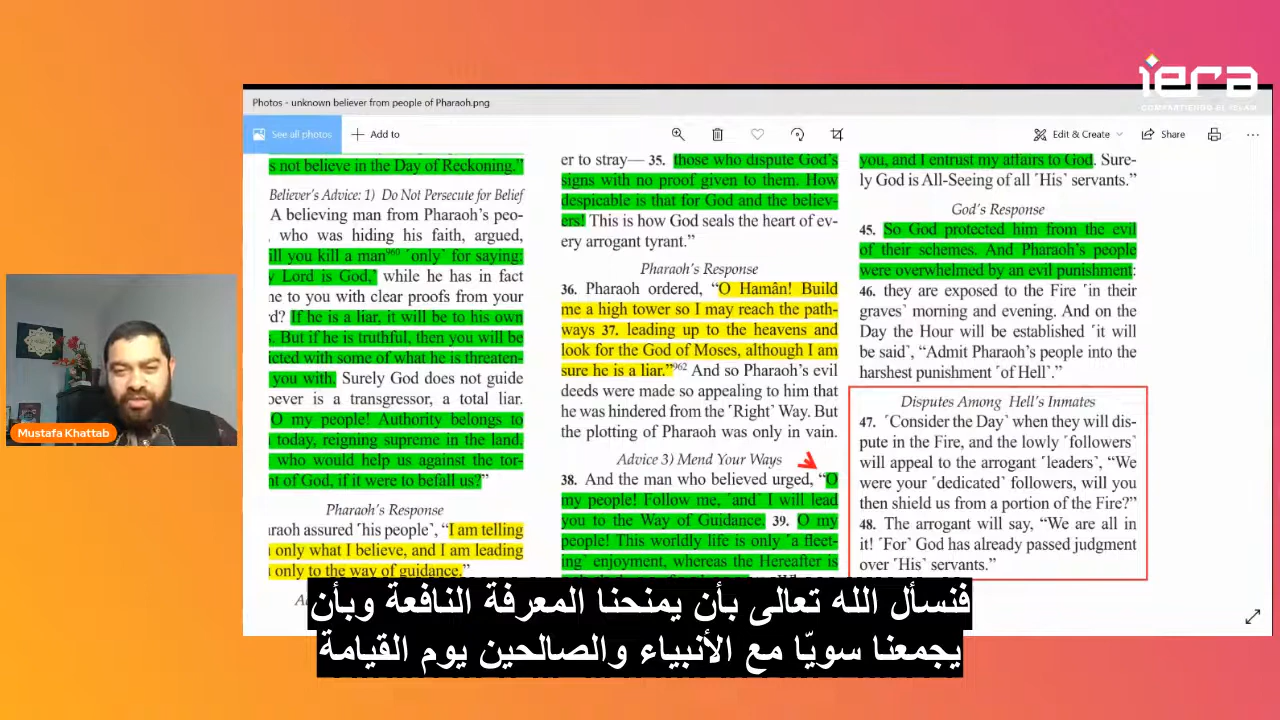 iera
COMPARTIENDO EL ISLAM
Photos - unknown believer from people of Pharaoh.png
See all photos
Add to
Edit & Create
Share
s not believe in the Day of Reckoning.”
Believer's Advice: 1) Do Not Persecute for Belief
A believing man from Pharaoh’s peo-
, who was hiding his faith, argued,
ill you kill a man⁹⁶⁰ ˹only˺ for saying:
y Lord is God,’ while he has in fact
ne to you with clear proofs from your
rd? If he is a liar, it will be to his own
. But if he is truthful, then you will be
icted with some of what he is threaten-
you with. Surely God does not guide
oever is a transgressor, a total liar.
O my people! Authority belongs to
today, reigning supreme in the land,
who would help us against the tor-
nt of God, if it were to befall us?”
Pharaoh's Response
araoh assured ˹his people˺, “I am telling
only what I believe, and I am leading
only to the way of guidance.”
er to stray— 35. those who dispute God’s
signs with no proof given to them. How
despicable is that for God and the believ-
ers! This is how God seals the heart of ev-
ery arrogant tyrant.”
Pharaoh's Response
36. Pharaoh ordered, “O Hamân! Build
me a high tower so I may reach the path-
ways 37. leading up to the heavens and
look for the God of Moses, although I am
sure he is a liar.”⁹⁶² And so Pharaoh’s evil
deeds were made so appealing to him that
he was hindered from the ˹Right˺ Way. But
the plotting of Pharaoh was only in vain.
Advice 3) Mend Your Ways
38. And the man who believed urged, “O
my people! Follow me, ˹and˺ I will lead
you to the Way of Guidance. 39. O my
people! This worldly life is only ˹a fleet-
ing˺ enjoyment, whereas the Hereafter is
you, and I entrust my affairs to God. Sure-
ly God is All-Seeing of all ˹His˺ servants.”
God's Response
45. So God protected him from the evil
of their schemes. And Pharaoh’s people
were overwhelmed by an evil punishment:
46. they are exposed to the Fire ˹in their
graves˺ morning and evening. And on the
Day the Hour will be established ˹it will
be said˺, “Admit Pharaoh’s people into the
harshest punishment ˹of Hell˺.”
Disputes Among Hell's Inmates
47. ˹Consider the Day˺ when they will dis-
pute in the Fire, and the lowly ˹followers˺
will appeal to the arrogant ˹leaders˺, “We
were your ˹dedicated˺ followers, will you
then shield us from a portion of the Fire?”
48. The arrogant will say, “We are all in
it! ˹For˺ God has already passed judgment
over ˹His˺ servants.”
Mustafa Khattab
فنسأل الله تعالى بأن يمنحنا المعرفة النافعة وبأن
يجمعنا سويّا مع الأنبياء والصالحين يوم القيامة